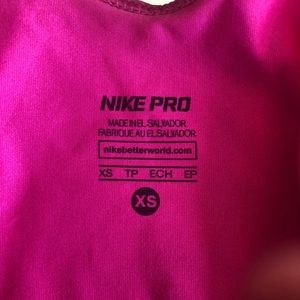 NIKE PRO
MADE IN EL SALVADOR
FABRIQUE AU EL SALVADOR
nikebetterworld.com
XS TP ECH EP
XS